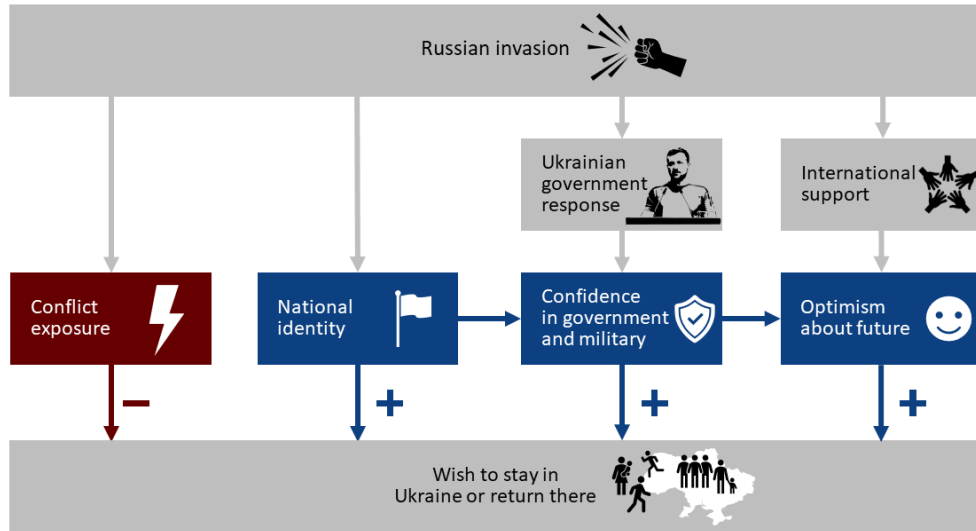 Russian invasion
Ukrainian
government
response
International
support
Conflict
exposure
National
identity
Confidence
in government
and military
Optimism
about future
−
+
+
+
Wish to stay in
Ukraine or return there